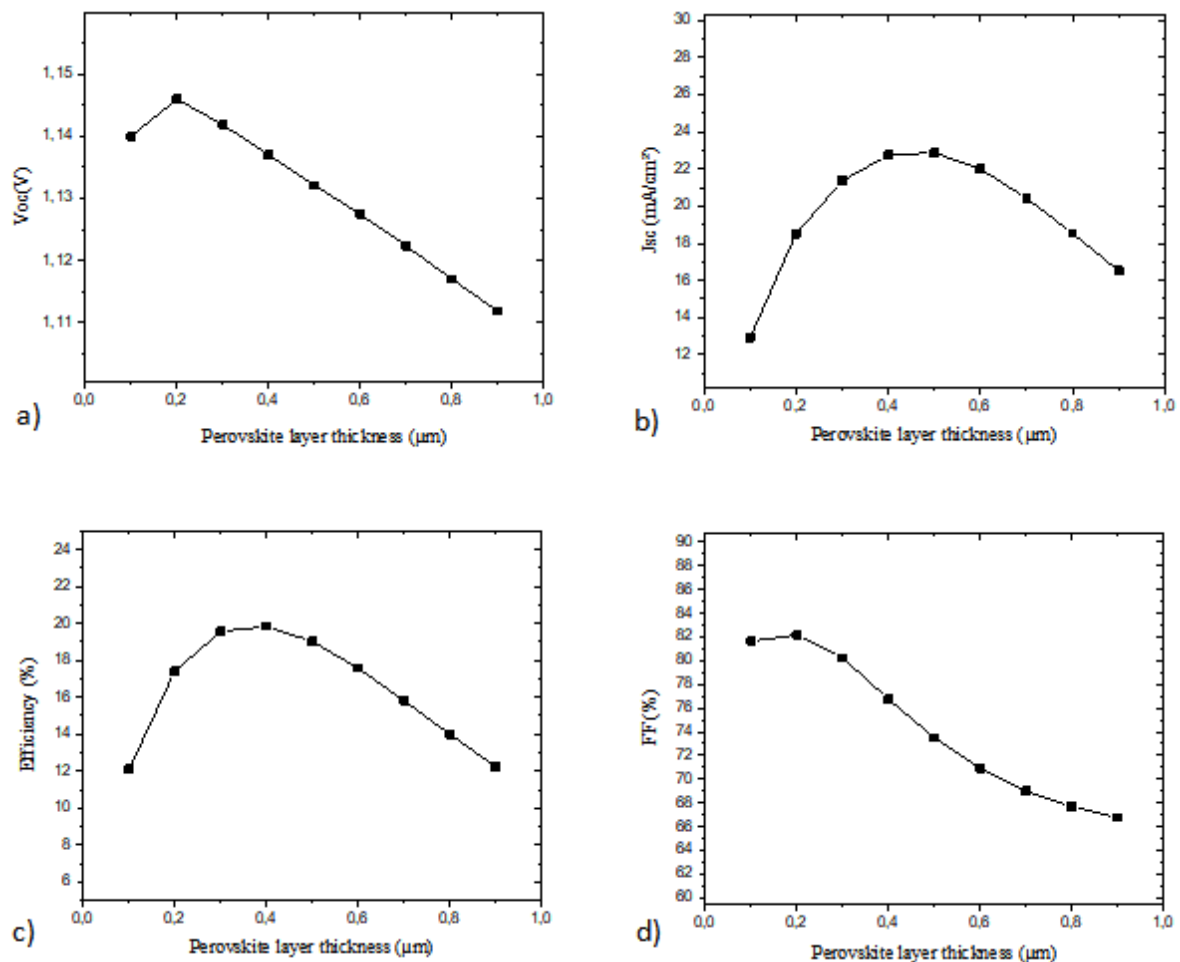 Voc(V)
1,15
1,14
1,13
1,12
1,11
0,0 0,2 0,4 0,6 0,8 1,0
a)
Perovskite layer thickness (µm)
Jsc (mA/cm²)
30
28
26
24
22
20
18
16
14
12
0,0 0,2 0,4 0,6 0,8 1,0
b)
Perovskite layer thickness (µm)
Efficiency (%)
24
22
20
18
16
14
12
10
8
6
0,0 0,2 0,4 0,6 0,8 1,0
c)
Perovskite layer thickness (µm)
FF(%)
90
88
86
84
82
80
78
76
74
72
70
68
66
64
62
60
0,0 0,2 0,4 0,6 0,8 1,0
d)
Perovskite layer thickness (µm)